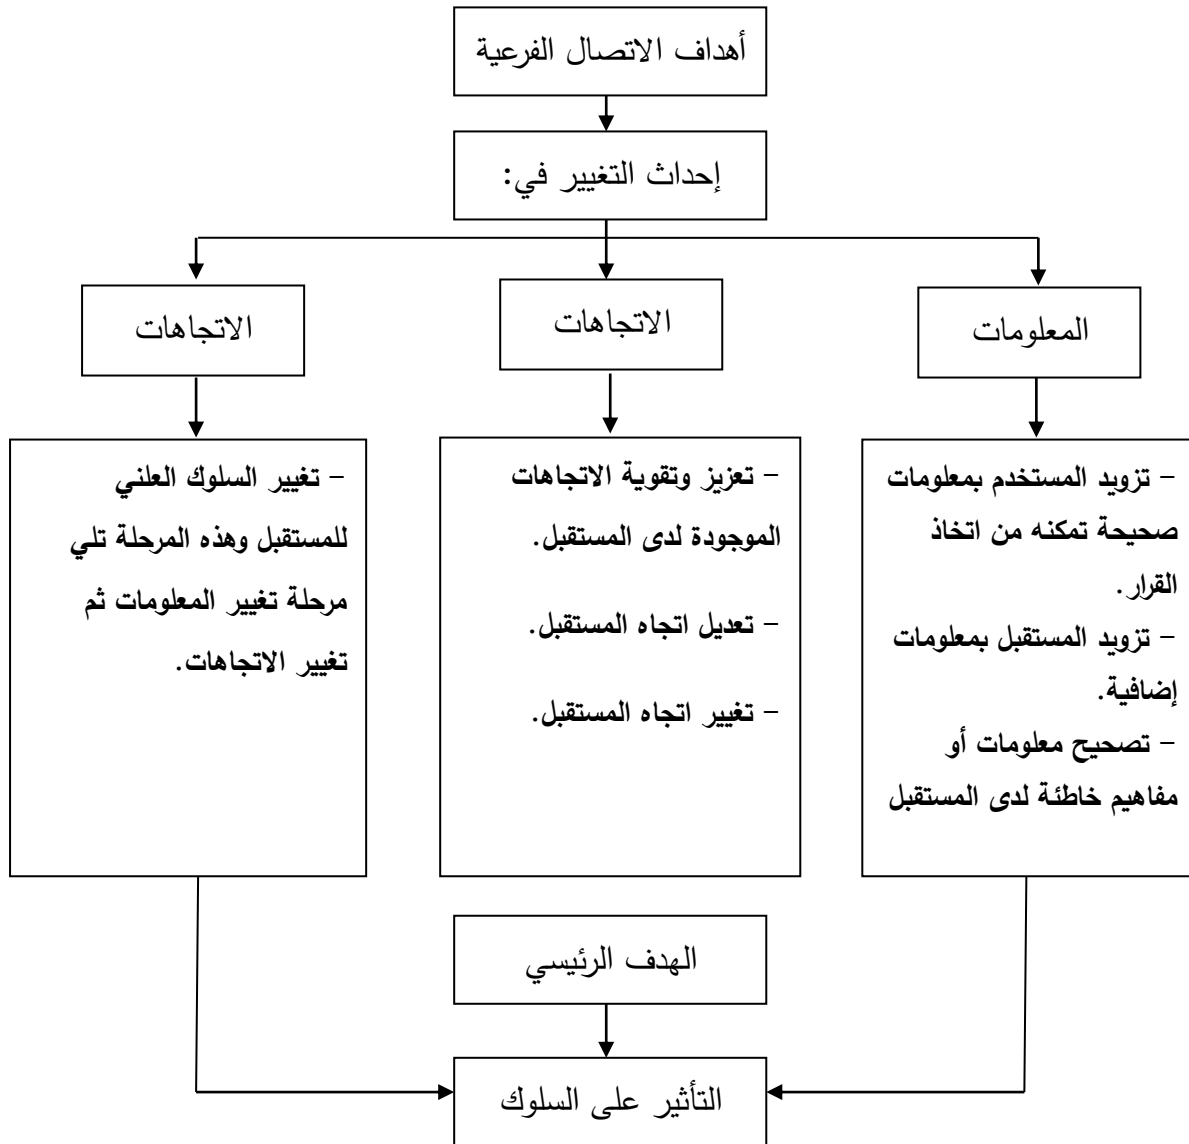 أهداف الاتصال الفرعية
إحداث التغيير في:
المعلومات
الاتجاهات
الاتجاهات
– تزويد المستخدم بمعلومات
صحيحة تمكنه من اتخاذ
القرار.
– تزويد المستقبل بمعلومات
إضافية.
– تصحيح معلومات أو
مفاهيم خاطئة لدى المستقبل
– تعزيز وتقوية الاتجاهات
الموجودة لدى المستقبل.
– تعديل اتجاه المستقبل.
– تغيير اتجاه المستقبل.
– تغيير السلوك العلني
للمستقبل وهذه المرحلة تلي
مرحلة تغيير المعلومات ثم
تغيير الاتجاهات.
الهدف الرئيسي
التأثير على السلوك